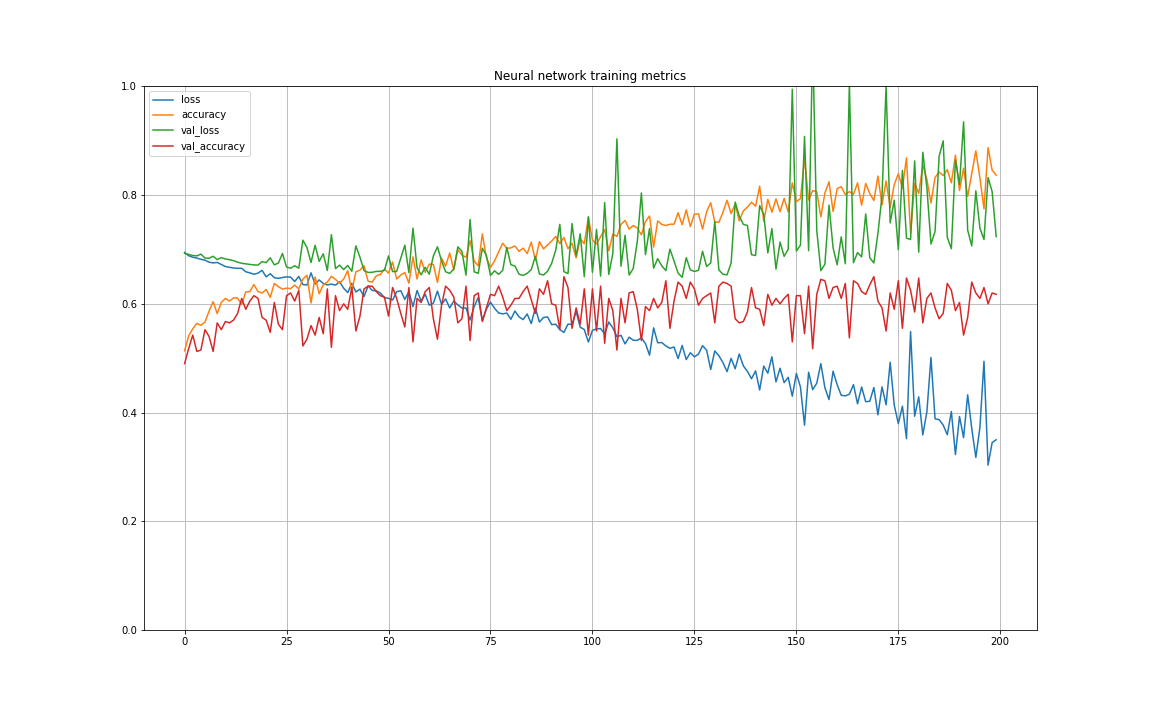 Neural network training metrics
1.0
loss
accuracy
val_loss
val_accuracy
0.8
0.6
0.4
0.2
0.0
0 25 50 75 100 125 150 175 200